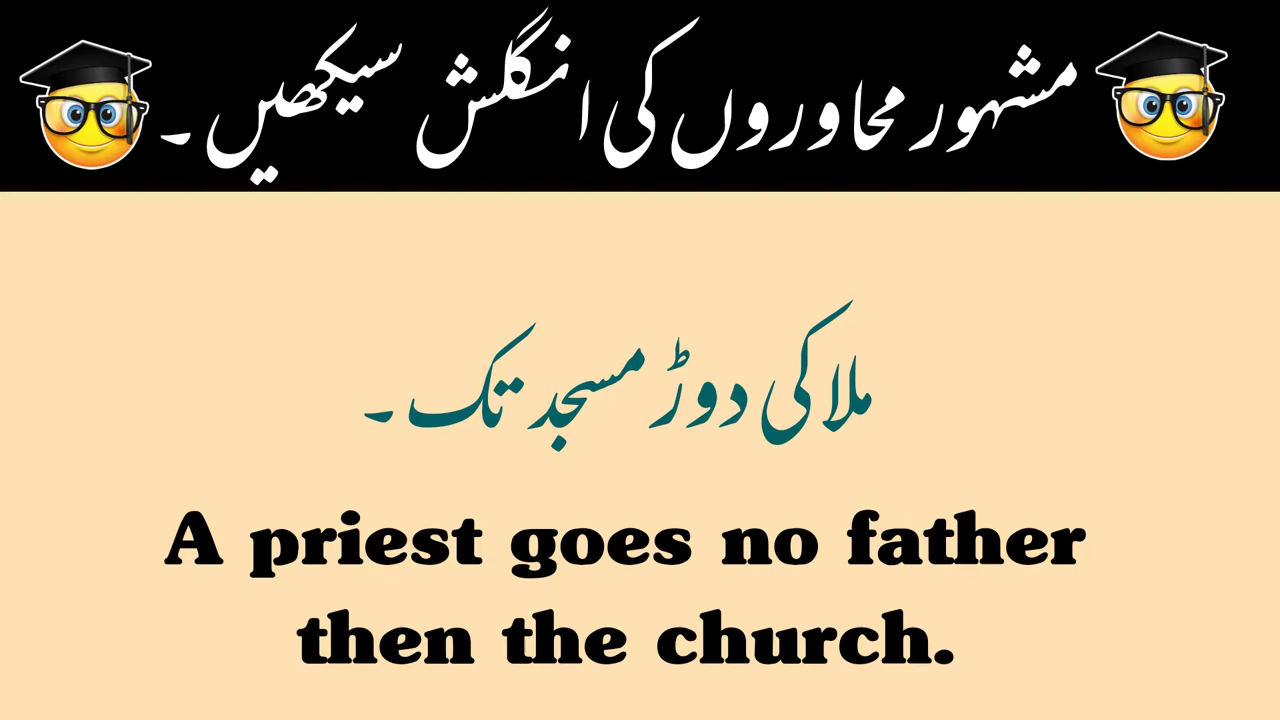 مشہور محاوروں کی انگلش سیکھیں۔
ملا کی دوڑ مسجد تک۔
A priest goes no father
then the church.